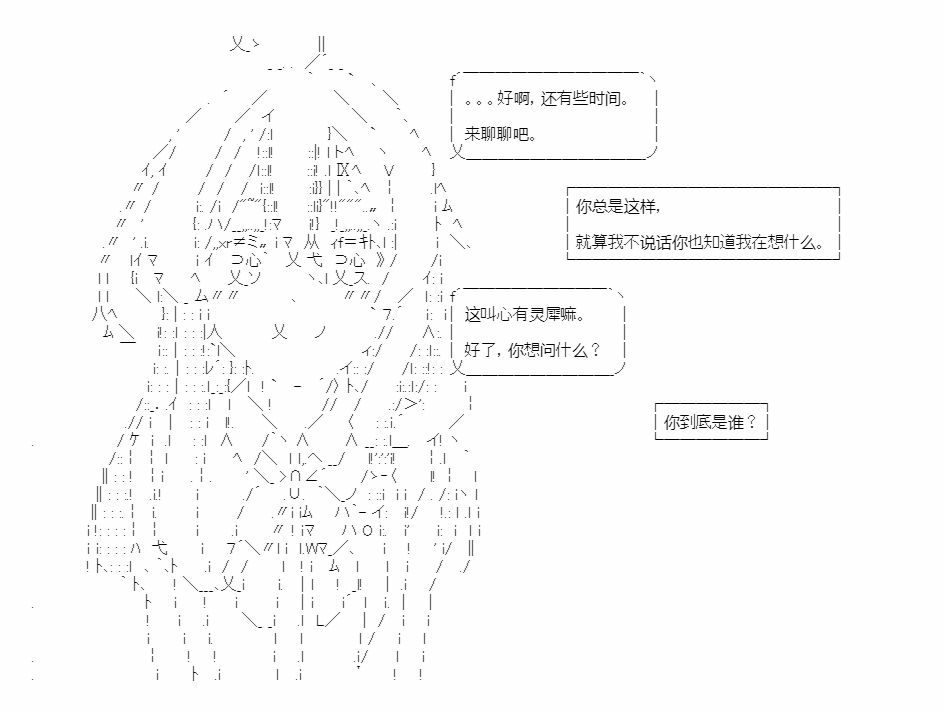 。。。好啊，还有些时间。
来聊聊吧。
你总是这样，
就算我不说话你也知道我在想什么。
这叫心有灵犀嘛。
好了，你想问什么？
你到底是谁？